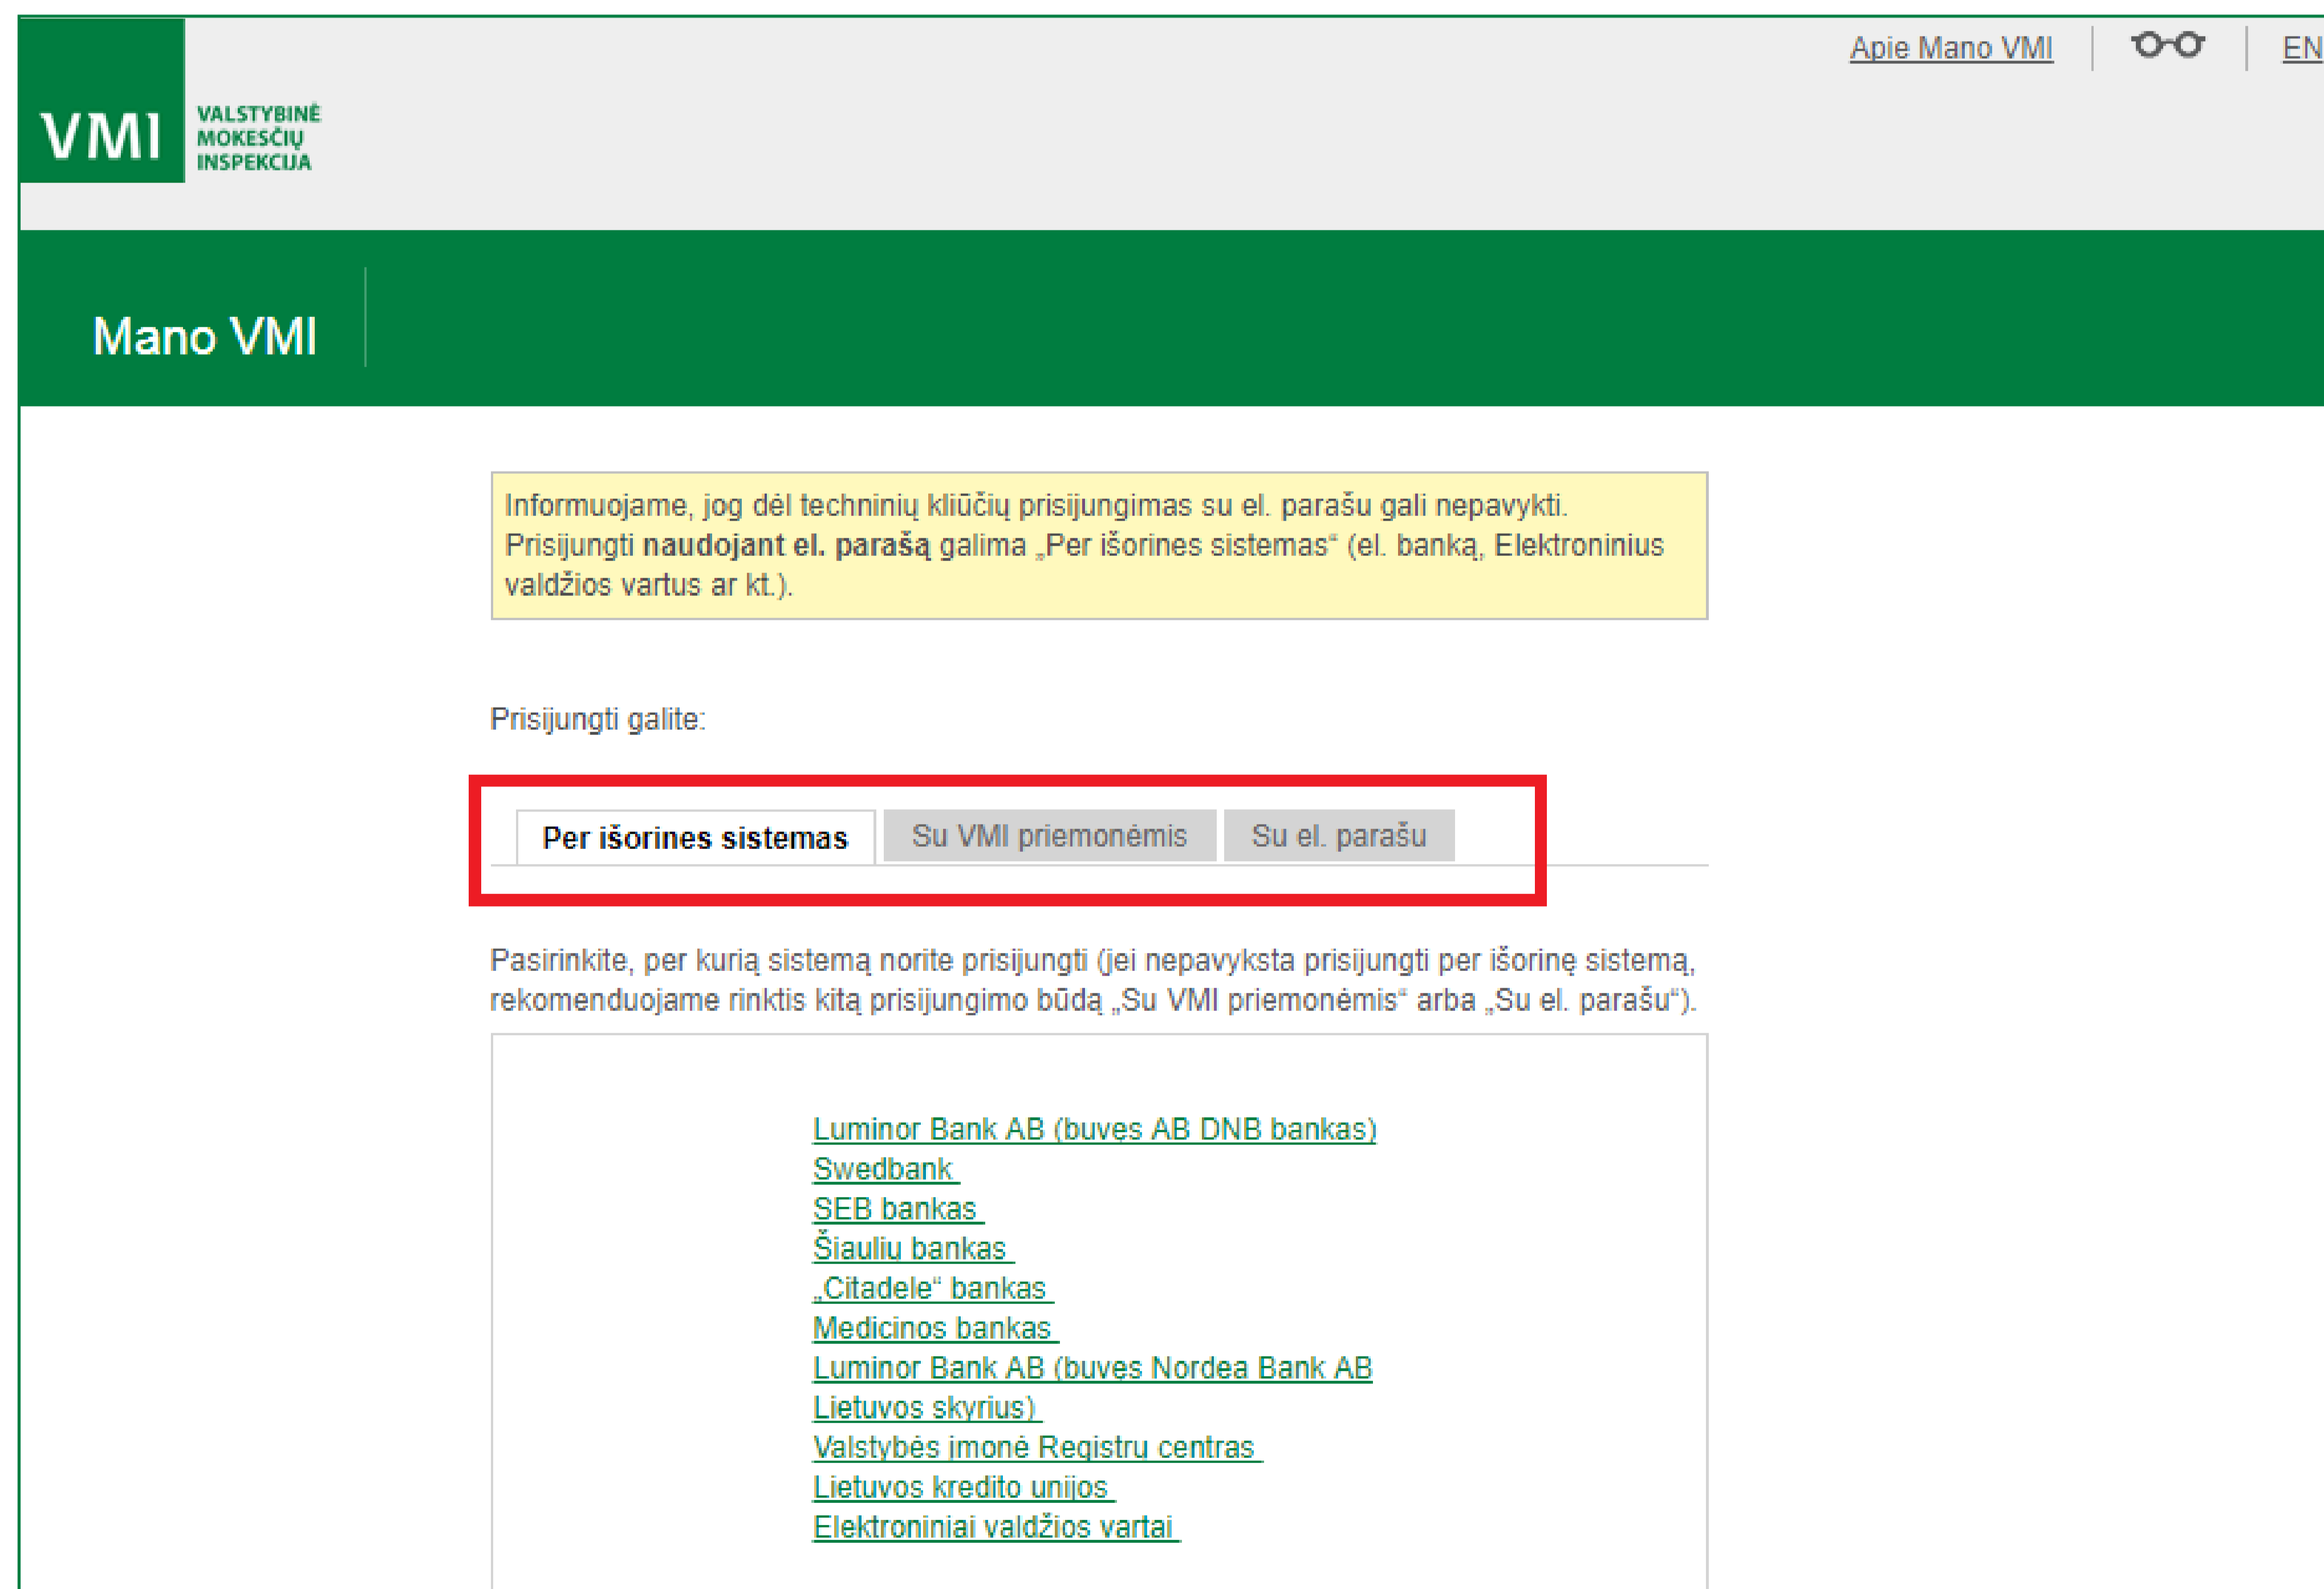 Apie Mano VMI
EN
VMI
VALSTYBINĖ
MOKESČIŲ
INSPEKCIJA
Mano VMI
Informuojame, jog dėl techninių kliūčių prisijungimas su el. parašu gali nepavykti.
Prisijungti naudojant el. parašą galima „Per išorines sistemas“ (el. banką, Elektroninius
valdžios vartus ar kt.).
Prisijungti galite:
Per išorines sistemas
Su VMI priemonėmis
Su el. parašu
Pasirinkite, per kurią sistemą norite prisijungti (jei nepavyksta prisijungti per išorinę sistemą,
rekomenduojame rinktis kitą prisijungimo būdą „Su VMI priemonėmis“ arba „Su el. parašu“).
Luminor Bank AB (buvęs AB DNB bankas)
Swedbank
SEB bankas
Šiaulių bankas
„Citadele“ bankas
Medicinos bankas
Luminor Bank AB (buvęs Nordea Bank AB
Lietuvos skyrius)
Valstybės įmonė Registrų centras
Lietuvos kredito unijos
Elektroniniai valdžios vartai